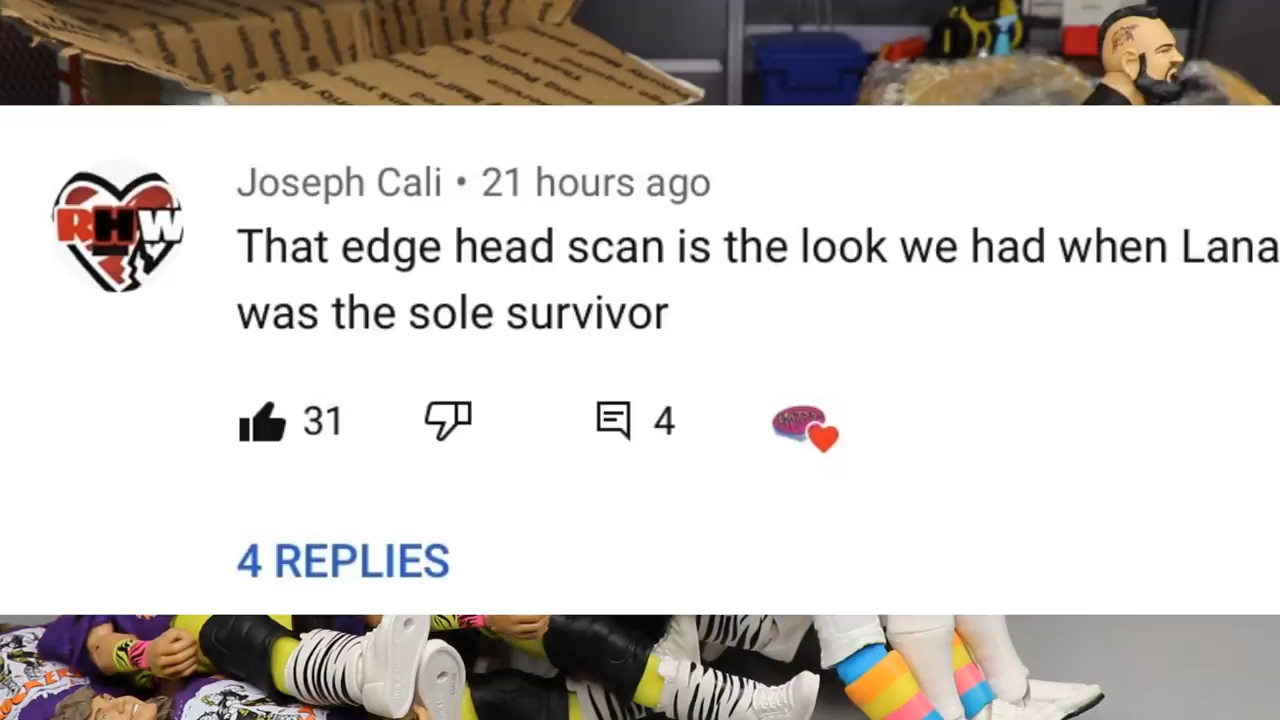 RHW
Joseph Cali • 21 hours ago
That edge head scan is the look we had when Lana
was the sole survivor
31
4
4 REPLIES